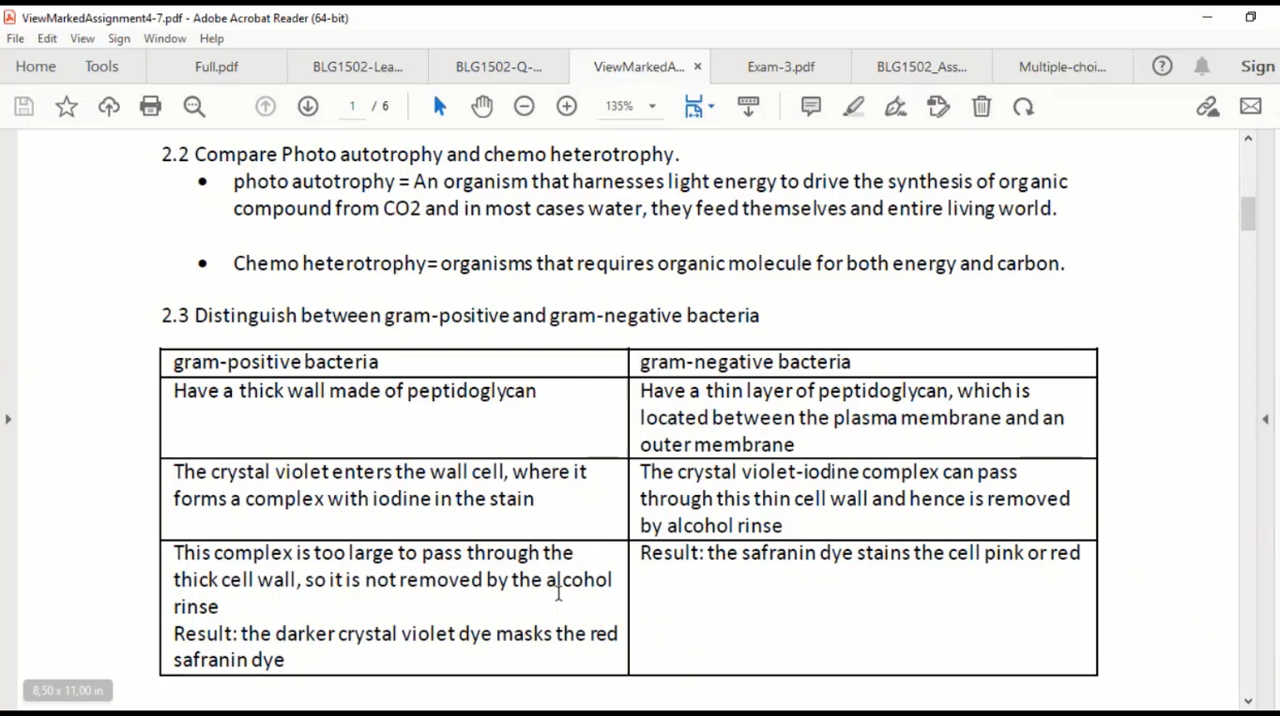 ViewMarkedAssignment4-7.pdf - Adobe Acrobat Reader (64-bit)
File Edit View Sign Window Help
Home Tools Full.pdf BLG1502-Lea... BLG1502-Q-... ViewMarkedA... × Exam-3.pdf BLG1502_Ass... Multiple-choi... Sign
1 / 6 135%
2.2 Compare Photo autotrophy and chemo heterotrophy.
• photo autotrophy = An organism that harnesses light energy to drive the synthesis of organic
compound from CO2 and in most cases water, they feed themselves and entire living world.
• Chemo heterotrophy= organisms that requires organic molecule for both energy and carbon.
2.3 Distinguish between gram-positive and gram-negative bacteria
gram-positive bacteria
gram-negative bacteria
Have a thick wall made of peptidoglycan
Have a thin layer of peptidoglycan, which is
located between the plasma membrane and an
outer membrane
The crystal violet enters the wall cell, where it
forms a complex with iodine in the stain
The crystal violet-iodine complex can pass
through this thin cell wall and hence is removed
by alcohol rinse
This complex is too large to pass through the
thick cell wall, so it is not removed by the alcohol
rinse
Result: the darker crystal violet dye masks the red
safranin dye
Result: the safranin dye stains the cell pink or red
8,50 x 11,00 in